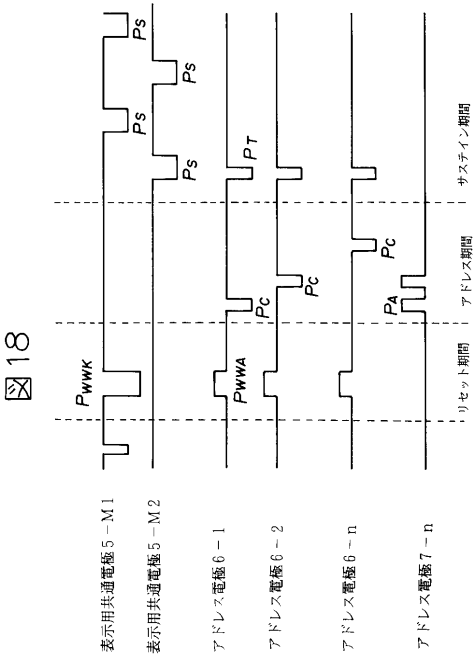 図18
表示用共通電極5-M1
PWWK
PS
PS
表示用共通電極5-M2
PS
PS
アドレス電極6-1
PWWA
PC
PT
アドレス電極6-2
PC
アドレス電極6-n
PC
アドレス電極7-n
PA
リセット期間
アドレス期間
サステイン期間